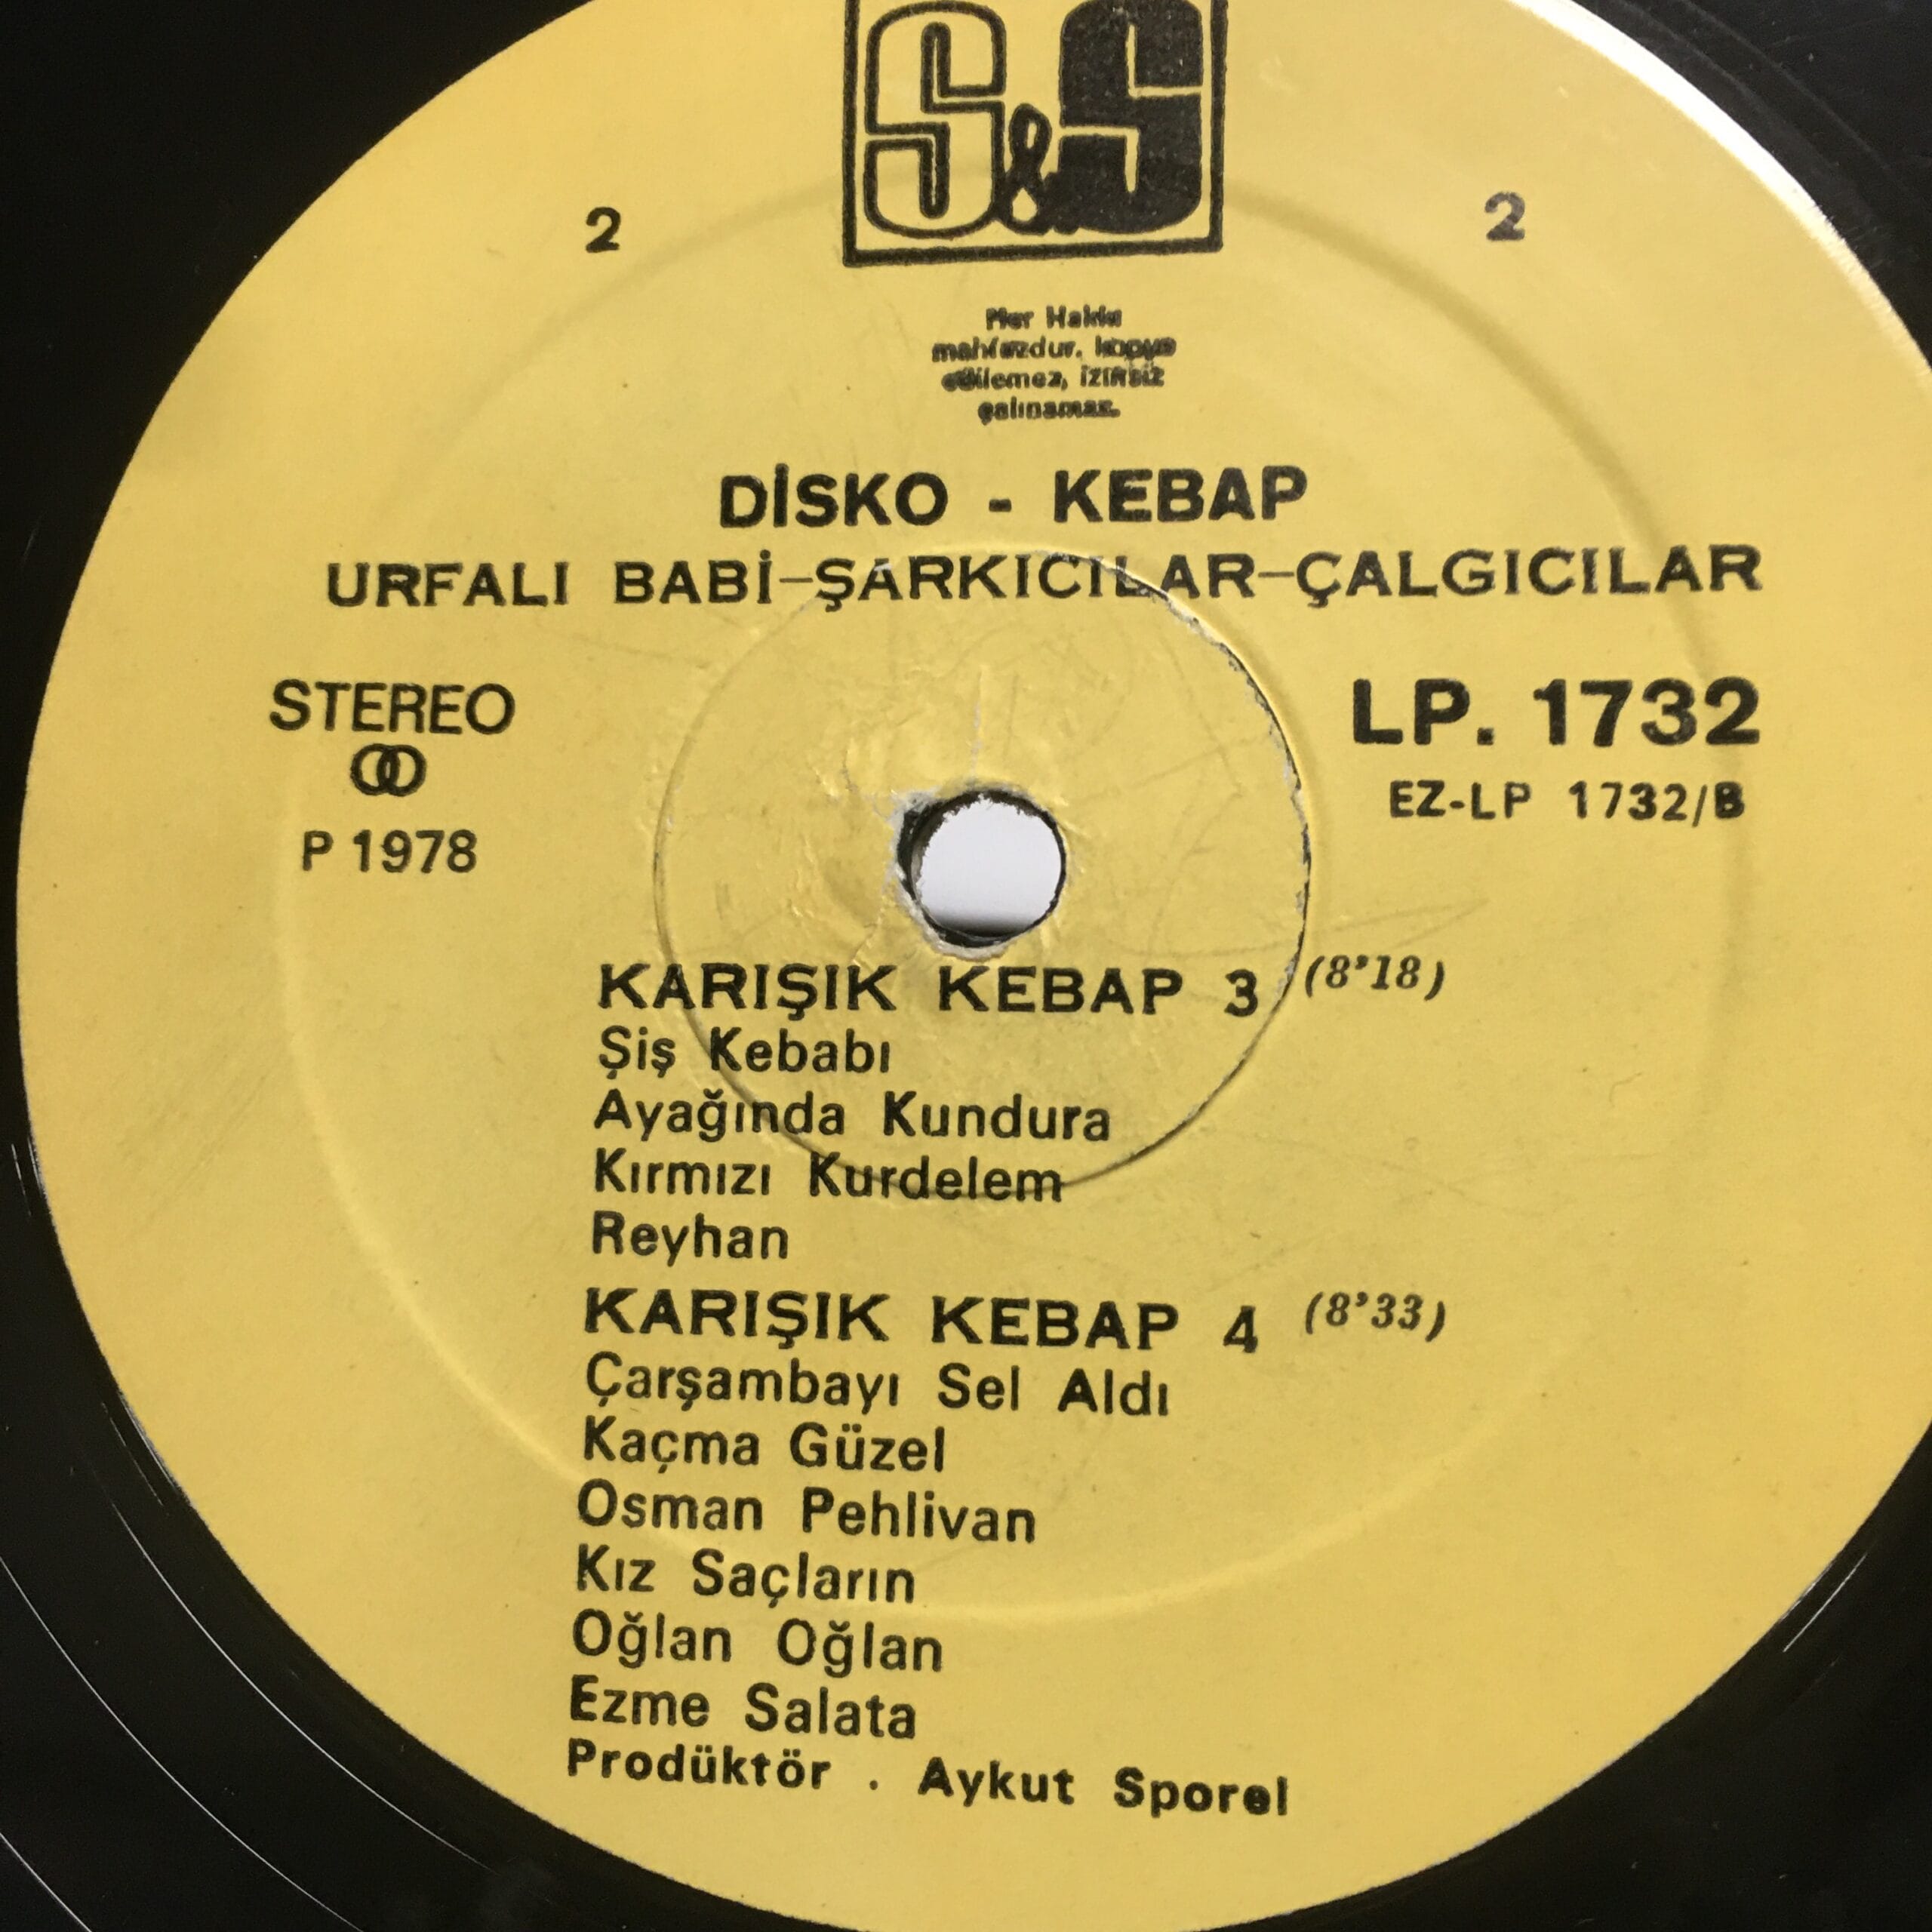 S&S
2 2
Her Hakkı
mahfuzdur. kopye
edilemez, izinsiz
çalınamaz.
DİSKO - KEBAP
URFALI BABİ-ŞARKICILAR-ÇALGICILAR
STEREO LP. 1732
EZ-LP 1732/B
P 1978
KARIŞIK KEBAP 3 (8'18)
Şiş Kebabı
Ayağında Kundura
Kırmızı Kurdelem
Reyhan
KARIŞIK KEBAP 4 (8'33)
Çarşambayı Sel Aldı
Kaçma Güzel
Osman Pehlivan
Kız Saçların
Oğlan Oğlan
Ezme Salata
Prodüktör . Aykut Sporel